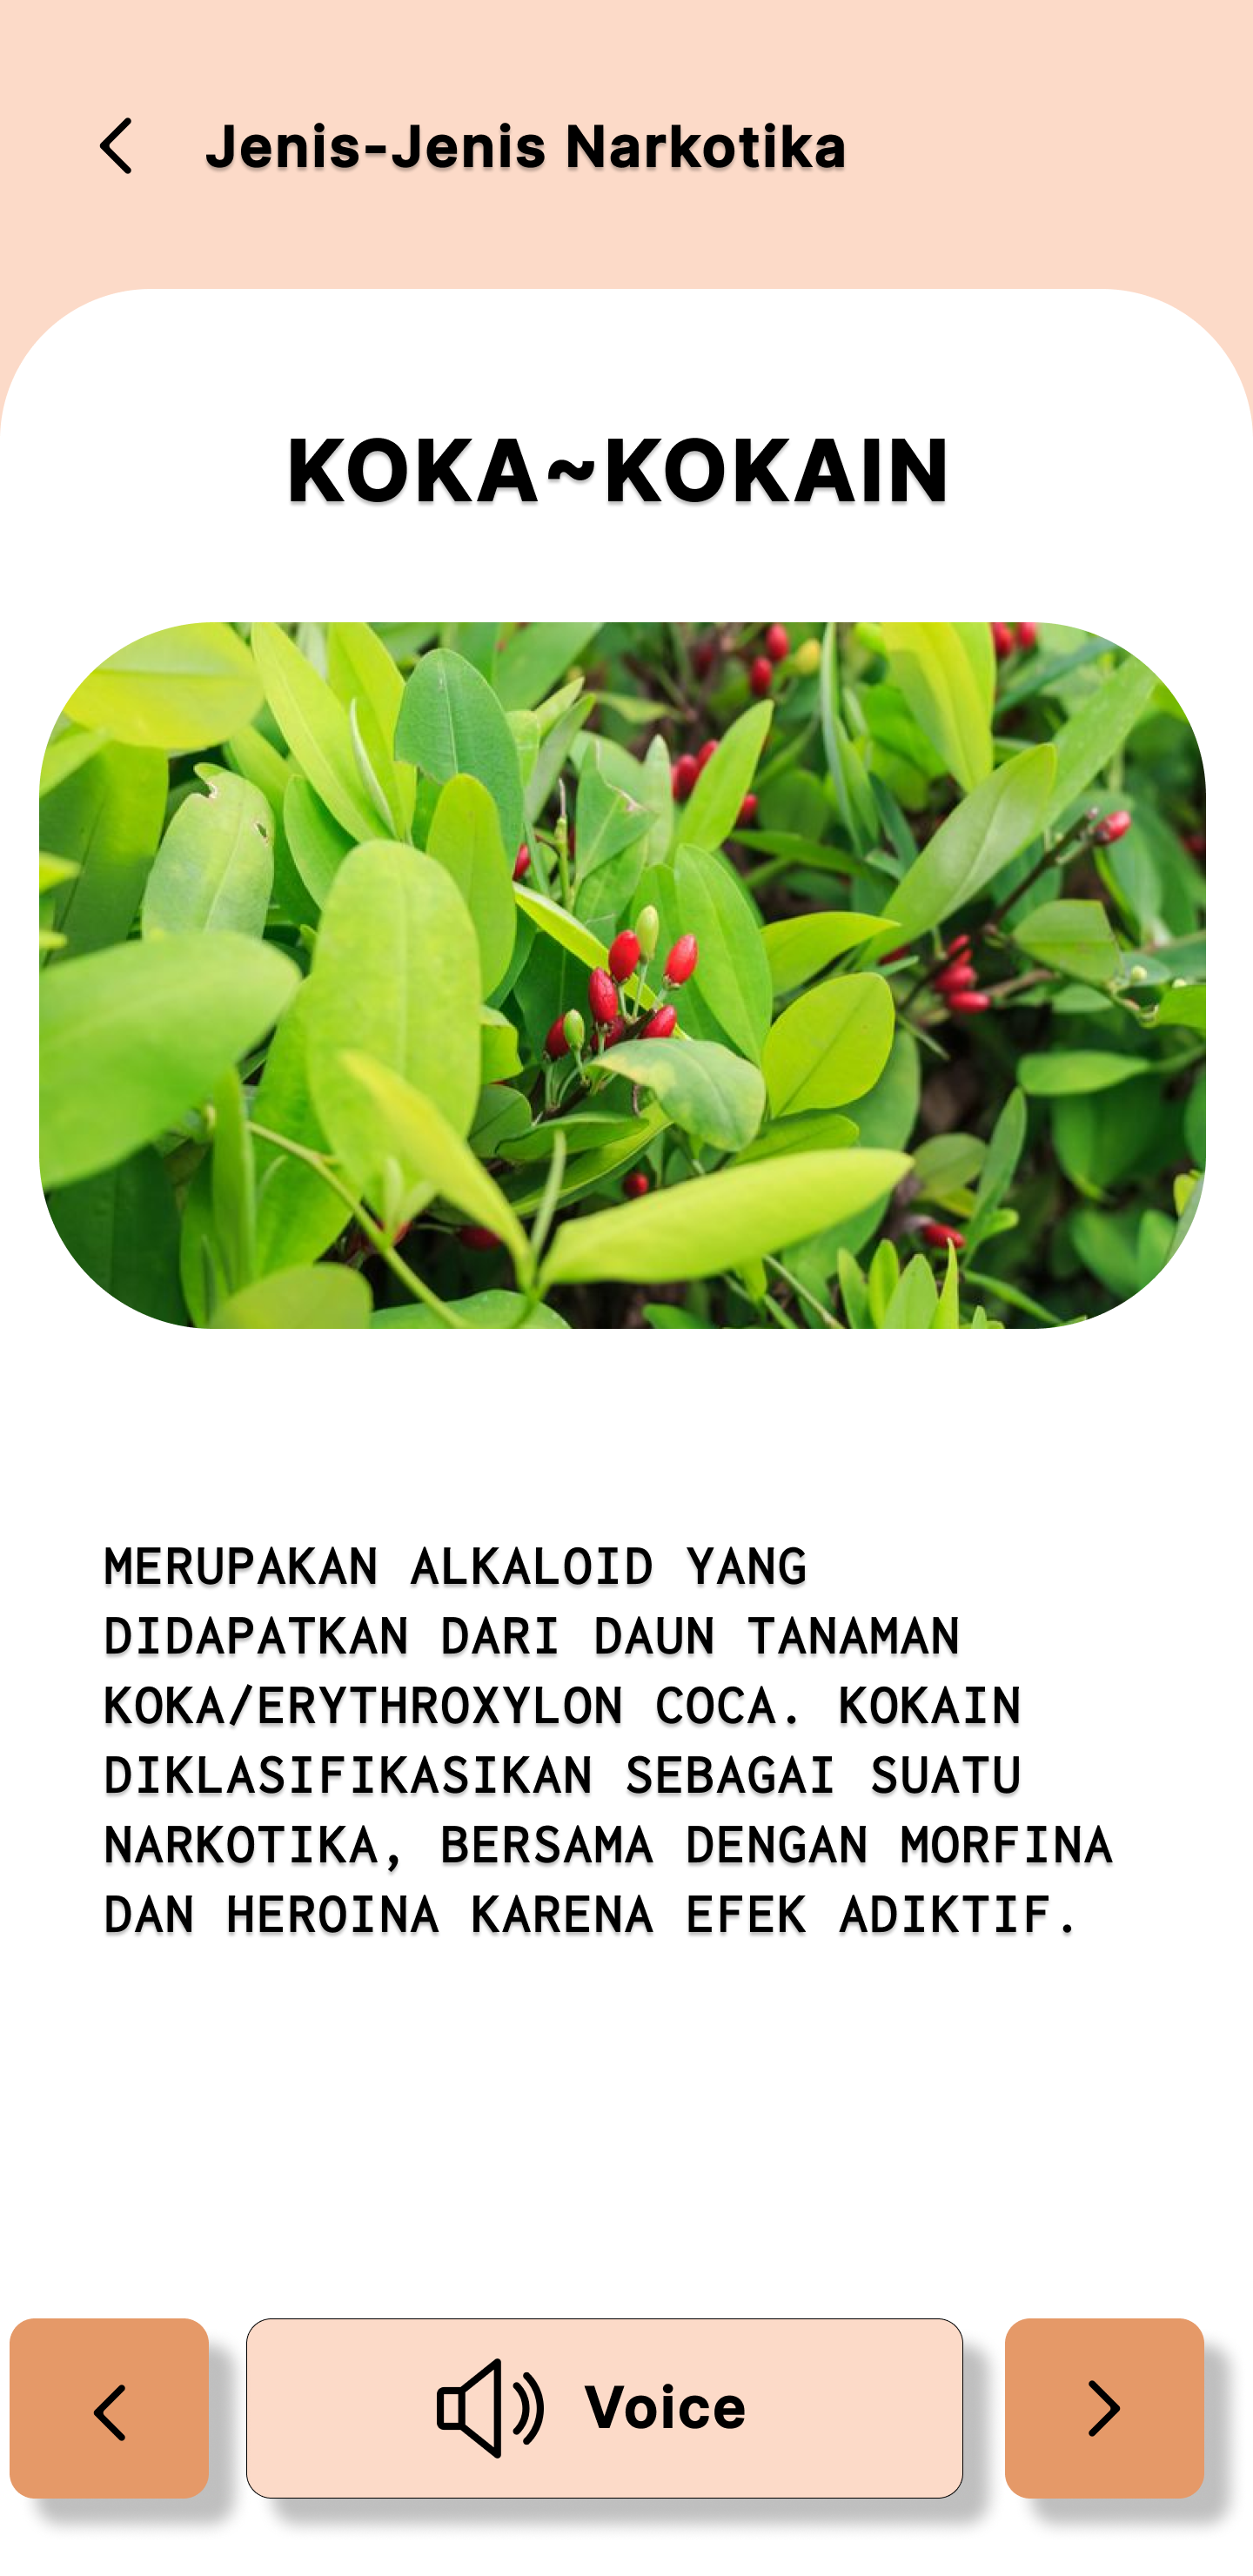 Jenis-Jenis Narkotika
KOKA~KOKAIN
MERUPAKAN ALKALOID YANG
DIDAPATKAN DARI DAUN TANAMAN
KOKA/ERYTHROXYLON COCA. KOKAIN
DIKLASIFIKASIKAN SEBAGAI SUATU
NARKOTIKA, BERSAMA DENGAN MORFINA
DAN HEROINA KARENA EFEK ADIKTIF.
Voice